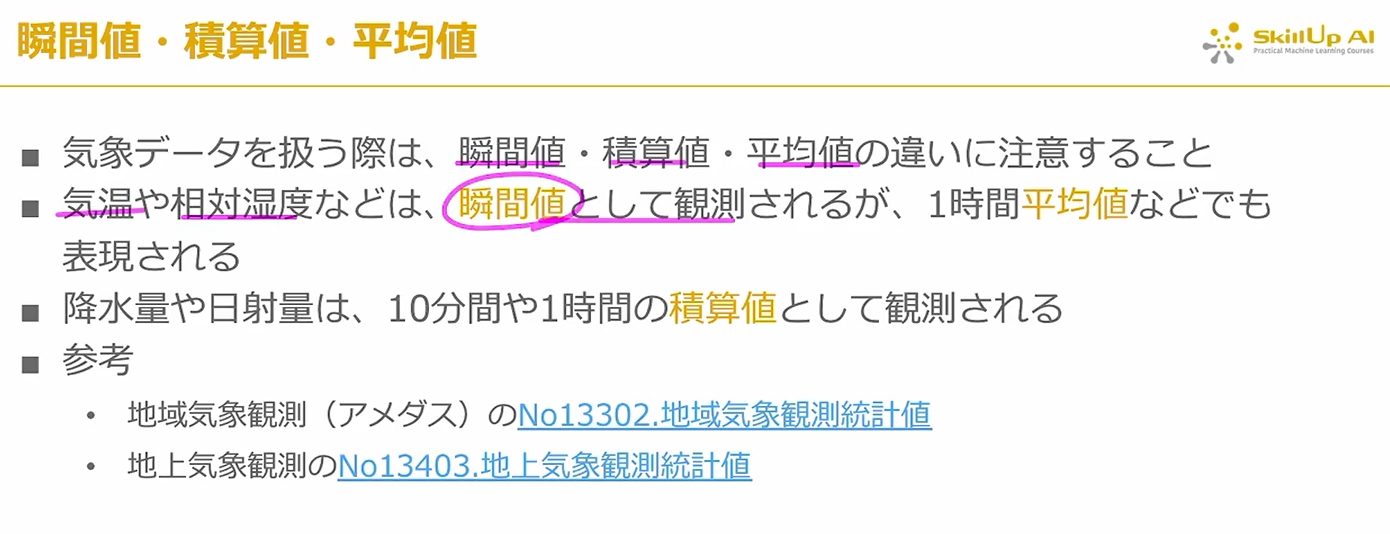 瞬間値・積算値・平均値
SkillUp AI
Practical Machine Learning Courses
■ 気象データを扱う際は、瞬間値・積算値・平均値の違いに注意すること
■ 気温や相対湿度などは、瞬間値として観測されるが、1時間平均値などでも
表現される
■ 降水量や日射量は、10分間や1時間の積算値として観測される
■ 参考
• 地域気象観測（アメダス）のNo13302.地域気象観測統計値
• 地上気象観測のNo13403.地上気象観測統計値